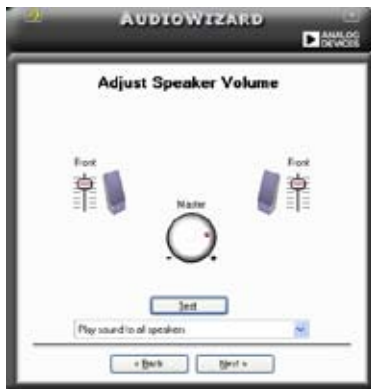 AUDIOWIZARD
ANALOG
DEVICES
Adjust Speaker Volume
Front Front
Master
- +
Test
Play sound to all speakers
< Back Next >